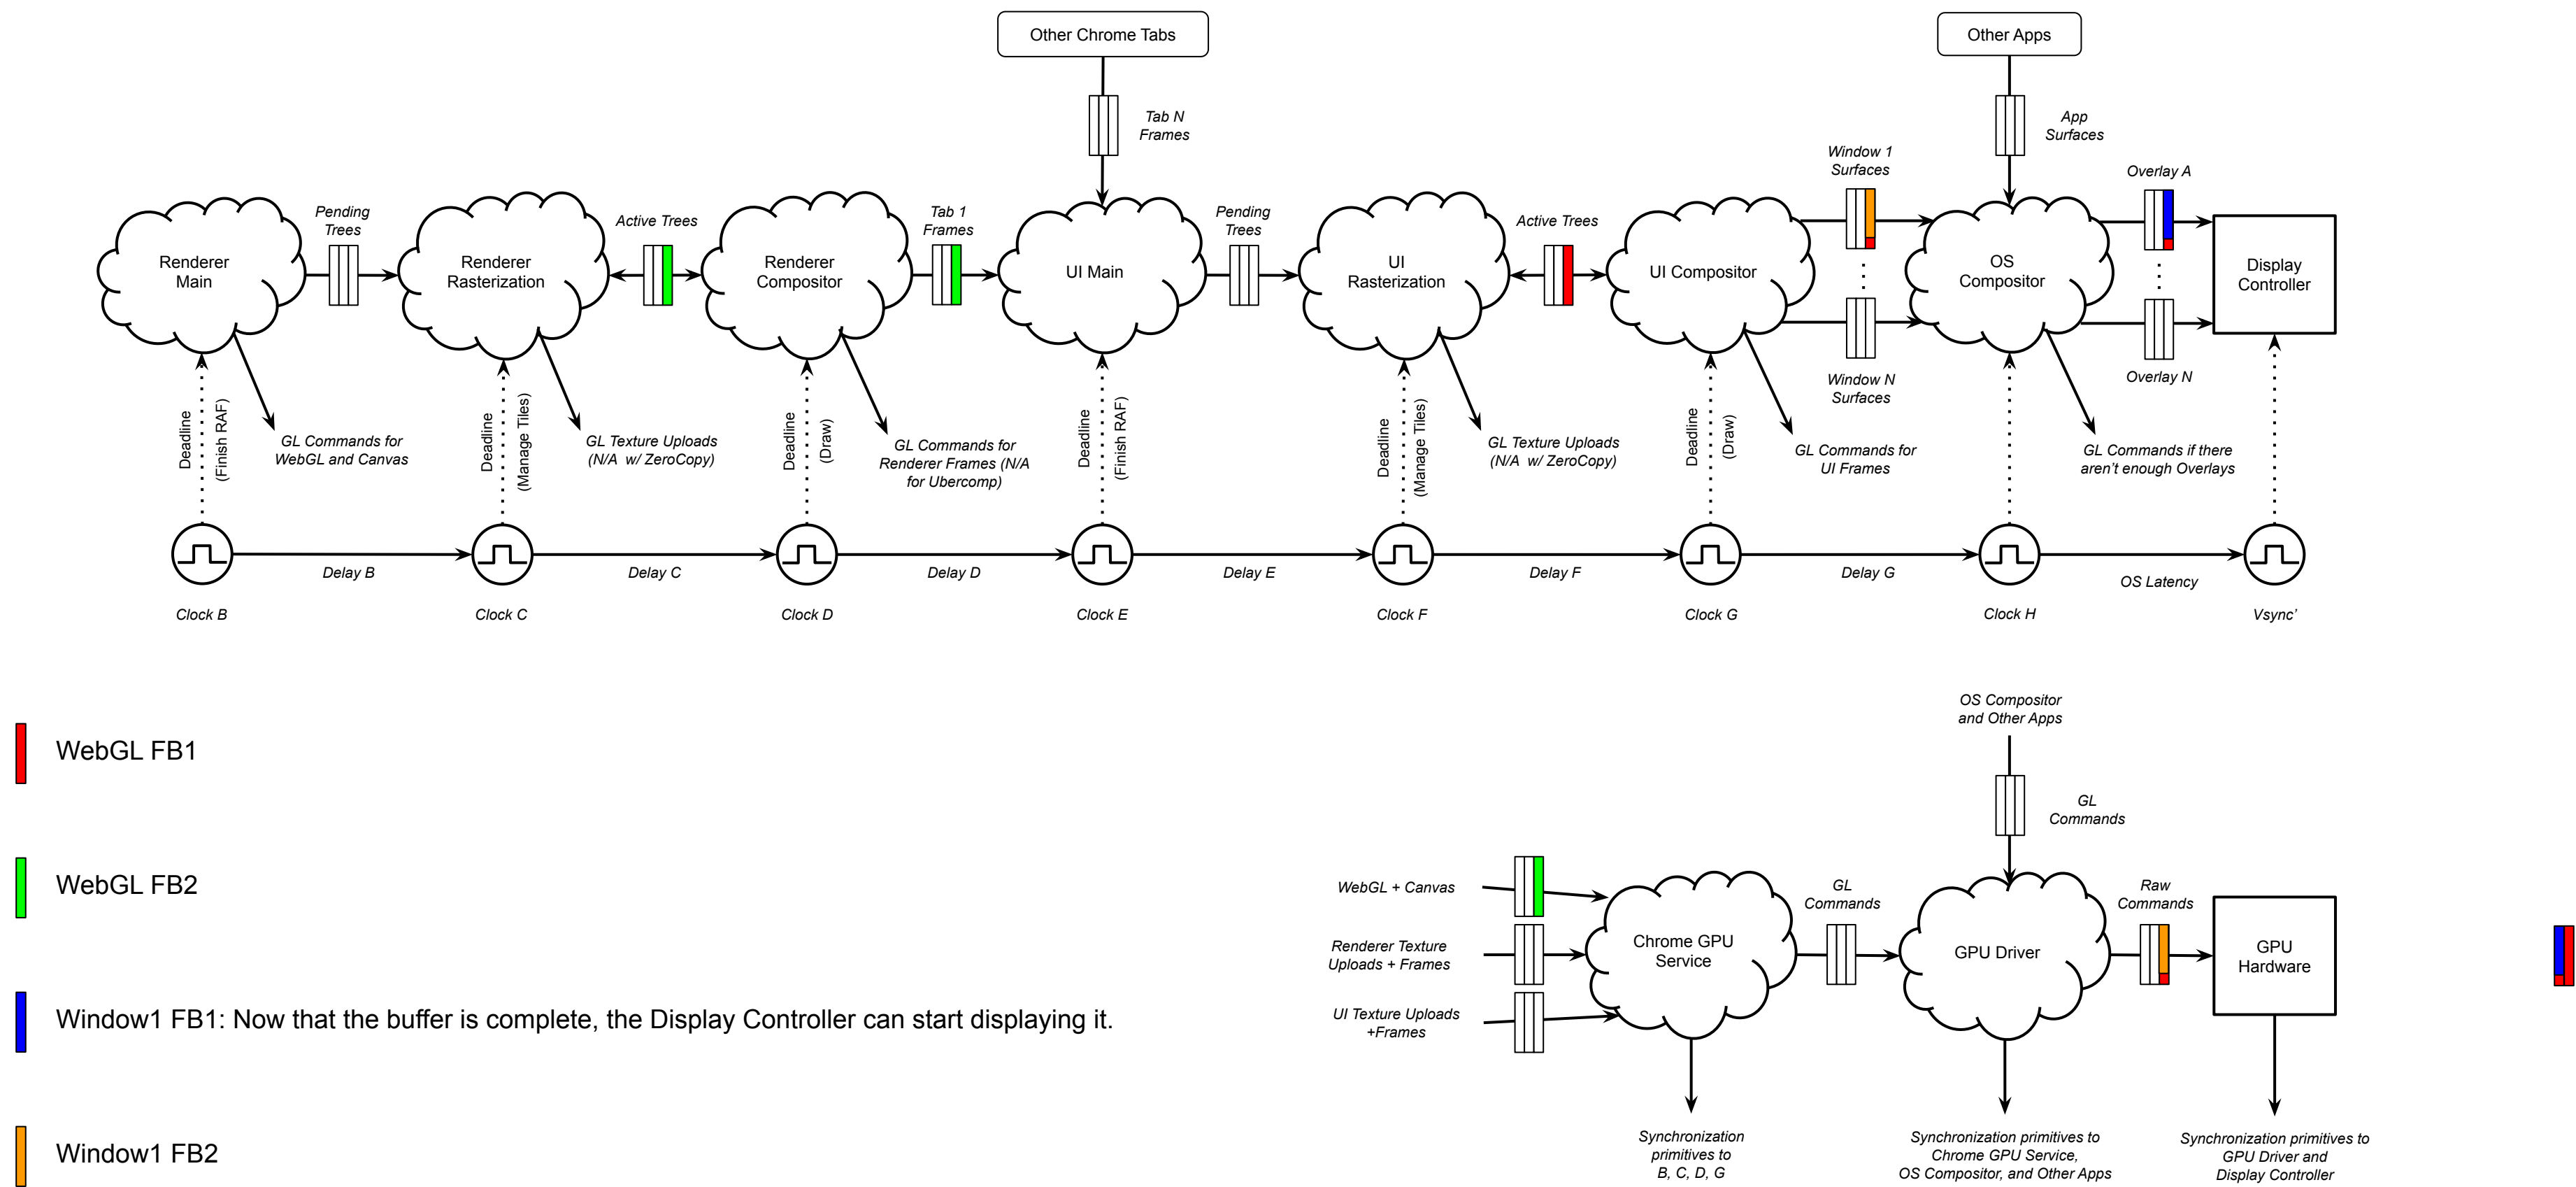 Other Chrome Tabs
Other Apps
Tab N
Frames
App
Surfaces
Window 1
Surfaces
Overlay A
Pending
Trees
Active Trees
Tab 1
Frames
Pending
Trees
Active Trees
Renderer
Main
Renderer
Rasterization
Renderer
Compositor
UI Main
UI
Rasterization
UI Compositor
OS
Compositor
Display
Controller
Window N
Surfaces
Overlay N
Deadline
(Finish RAF)
GL Commands for
WebGL and Canvas
Deadline
(Manage Tiles)
GL Texture Uploads
(N/A w/ ZeroCopy)
Deadline
(Draw)
GL Commands for
Renderer Frames (N/A
for Ubercomp)
Deadline
(Finish RAF)
Deadline
(Manage Tiles)
GL Texture Uploads
(N/A w/ ZeroCopy)
Deadline
(Draw)
GL Commands for
UI Frames
GL Commands if there
aren't enough Overlays
Delay B
Delay C
Delay D
Delay E
Delay F
Delay G
OS Latency
Clock B
Clock C
Clock D
Clock E
Clock F
Clock G
Clock H
Vsync'
WebGL FB1
WebGL FB2
Window1 FB1: Now that the buffer is complete, the Display Controller can start displaying it.
Window1 FB2
OS Compositor
and Other Apps
GL
Commands
WebGL + Canvas
Renderer Texture
Uploads + Frames
UI Texture Uploads
+Frames
Chrome GPU
Service
GL
Commands
GPU Driver
Raw
Commands
GPU
Hardware
Synchronization
primitives to
B, C, D, G
Synchronization primitives to
Chrome GPU Service,
OS Compositor, and Other Apps
Synchronization primitives to
GPU Driver and
Display Controller